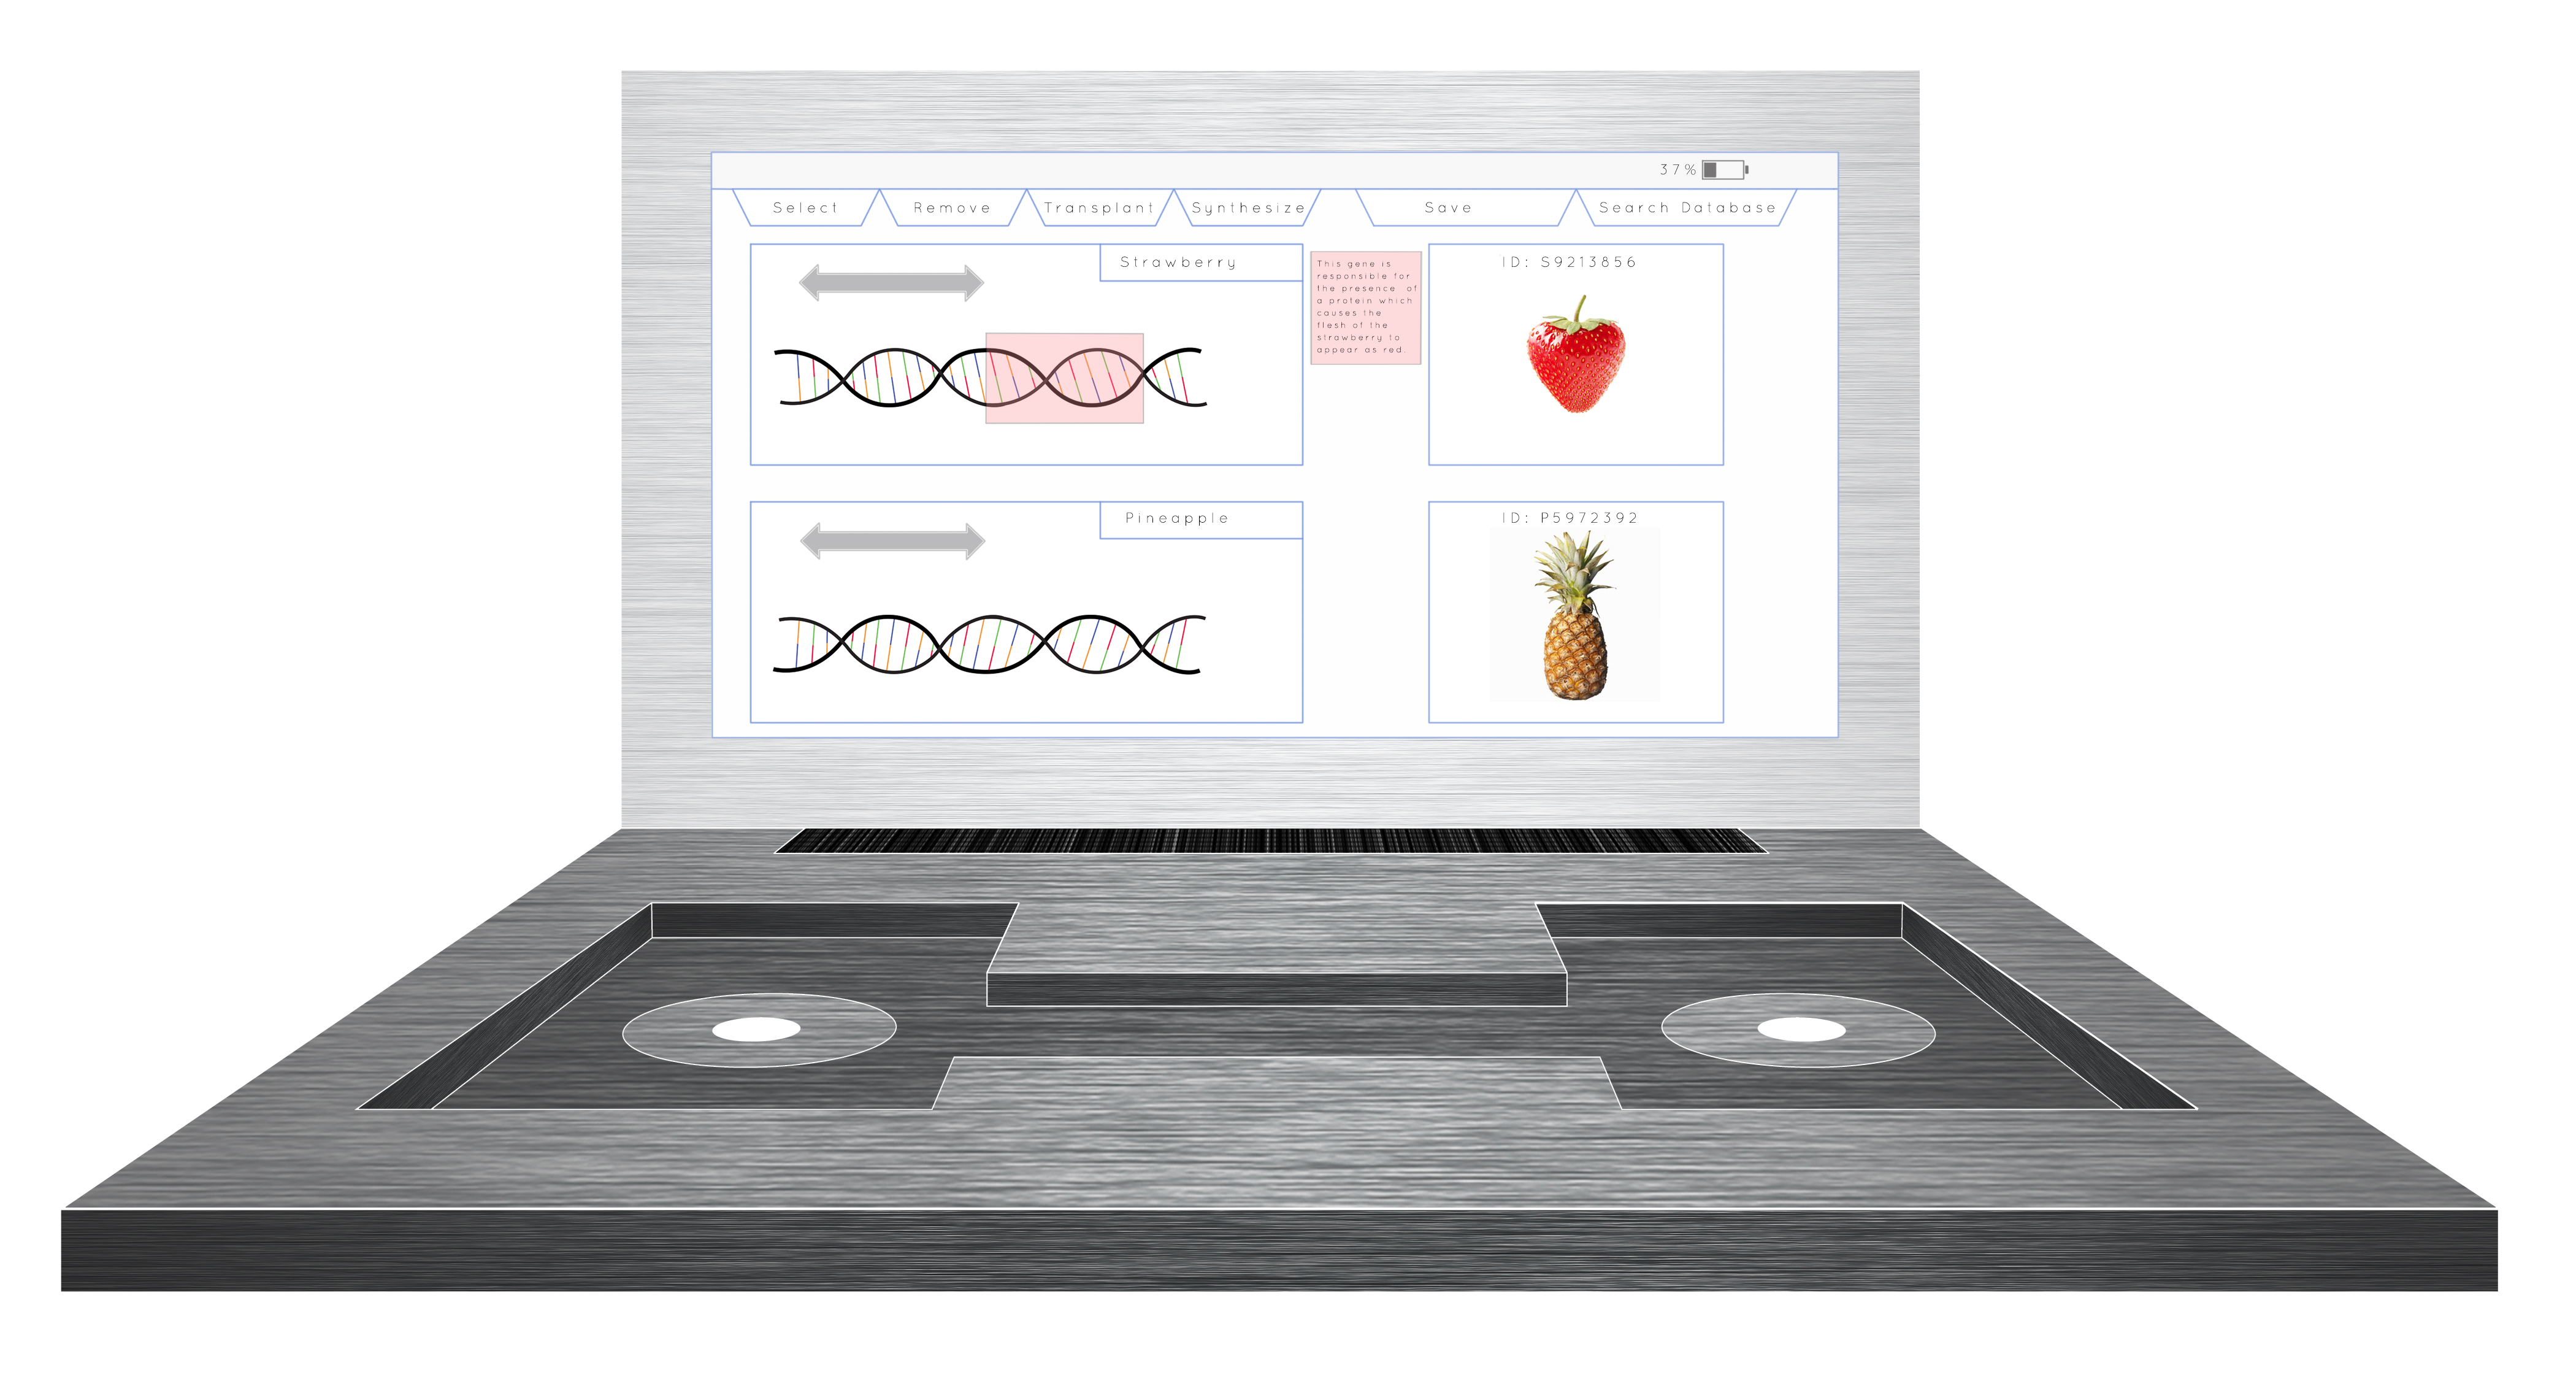 37%
Select
Remove
Transplant
Synthesize
Save
Search Database
Strawberry
This gene is
responsible for
the presence of
a protein which
causes the
flesh of the
strawberry to
appear as red.
ID: S9213856
Pineapple
ID: P5972392